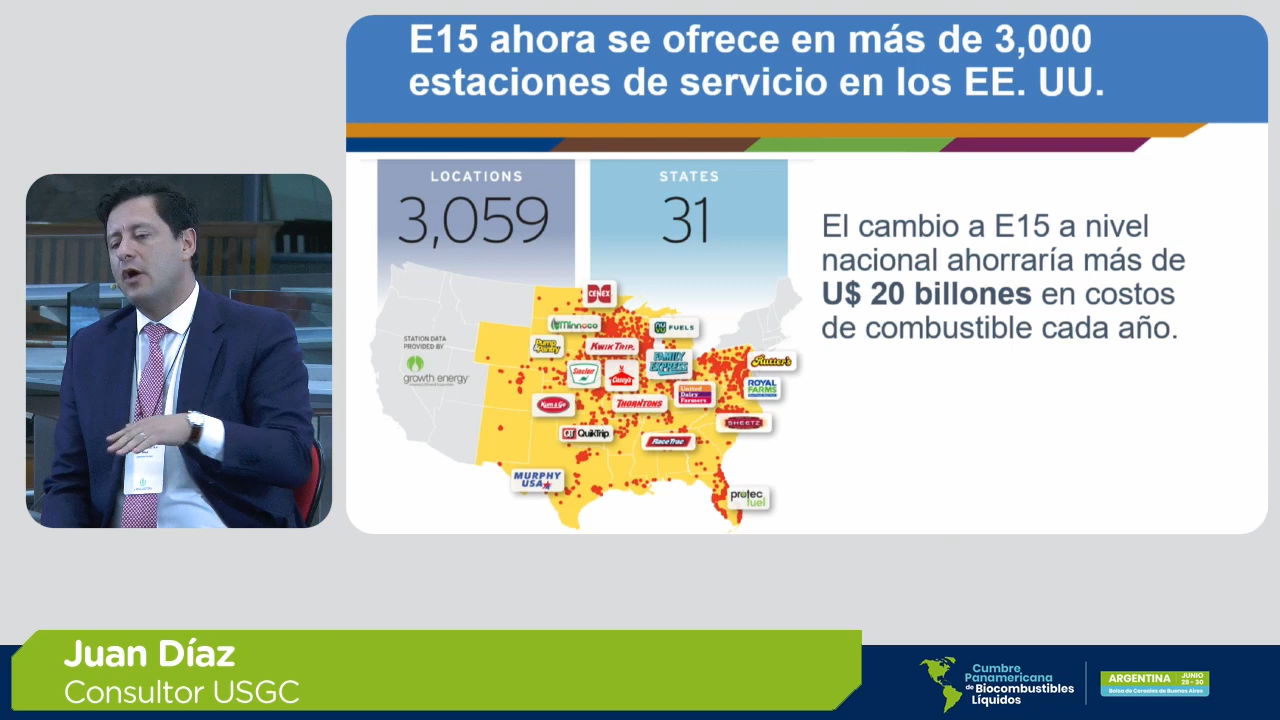 E15 ahora se ofrece en más de 3,000
estaciones de servicio en los EE. UU.
LOCATIONS
3,059
STATES
31
El cambio a E15 a nivel
nacional ahorraría más de
U$ 20 billones en costos
de combustible cada año.
STATION DATA
PROVIDED BY
growth energy
CENEX
Minnoco
FUELS
Pump
KWIK TRIP
FAMILY
EXPRESS
Rutter's
Sinclair
Casey's
United
Dairy
Farmers
ROYAL
FARMS
Kum & Go
THORNTONS
SHEETZ
QT QuikTrip
RaceTrac
MURPHY
USA
protec
fuel
Juan Díaz
Consultor USGC
Cumbre
Panamericana
de Biocombustibles
Líquidos
ARGENTINA
JUNIO
29 - 30
Bolsa de Cereales de Buenos Aires